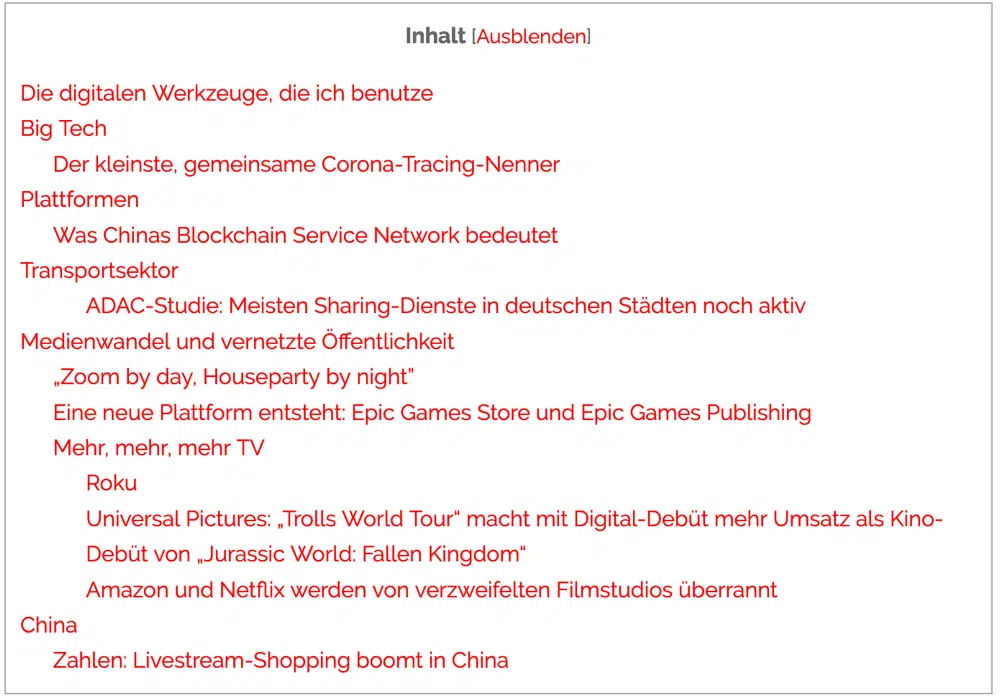 Inhalt [Ausblenden]
Die digitalen Werkzeuge, die ich benutze
Big Tech
Der kleinste, gemeinsame Corona-Tracing-Nenner
Plattformen
Was Chinas Blockchain Service Network bedeutet
Transportsektor
ADAC-Studie: Meisten Sharing-Dienste in deutschen Städten noch aktiv
Medienwandel und vernetzte Öffentlichkeit
„Zoom by day, Houseparty by night”
Eine neue Plattform entsteht: Epic Games Store und Epic Games Publishing
Mehr, mehr, mehr TV
Roku
Universal Pictures: „Trolls World Tour“ macht mit Digital-Debüt mehr Umsatz als Kino-
Debüt von „Jurassic World: Fallen Kingdom“
Amazon und Netflix werden von verzweifelten Filmstudios überrannt
China
Zahlen: Livestream-Shopping boomt in China